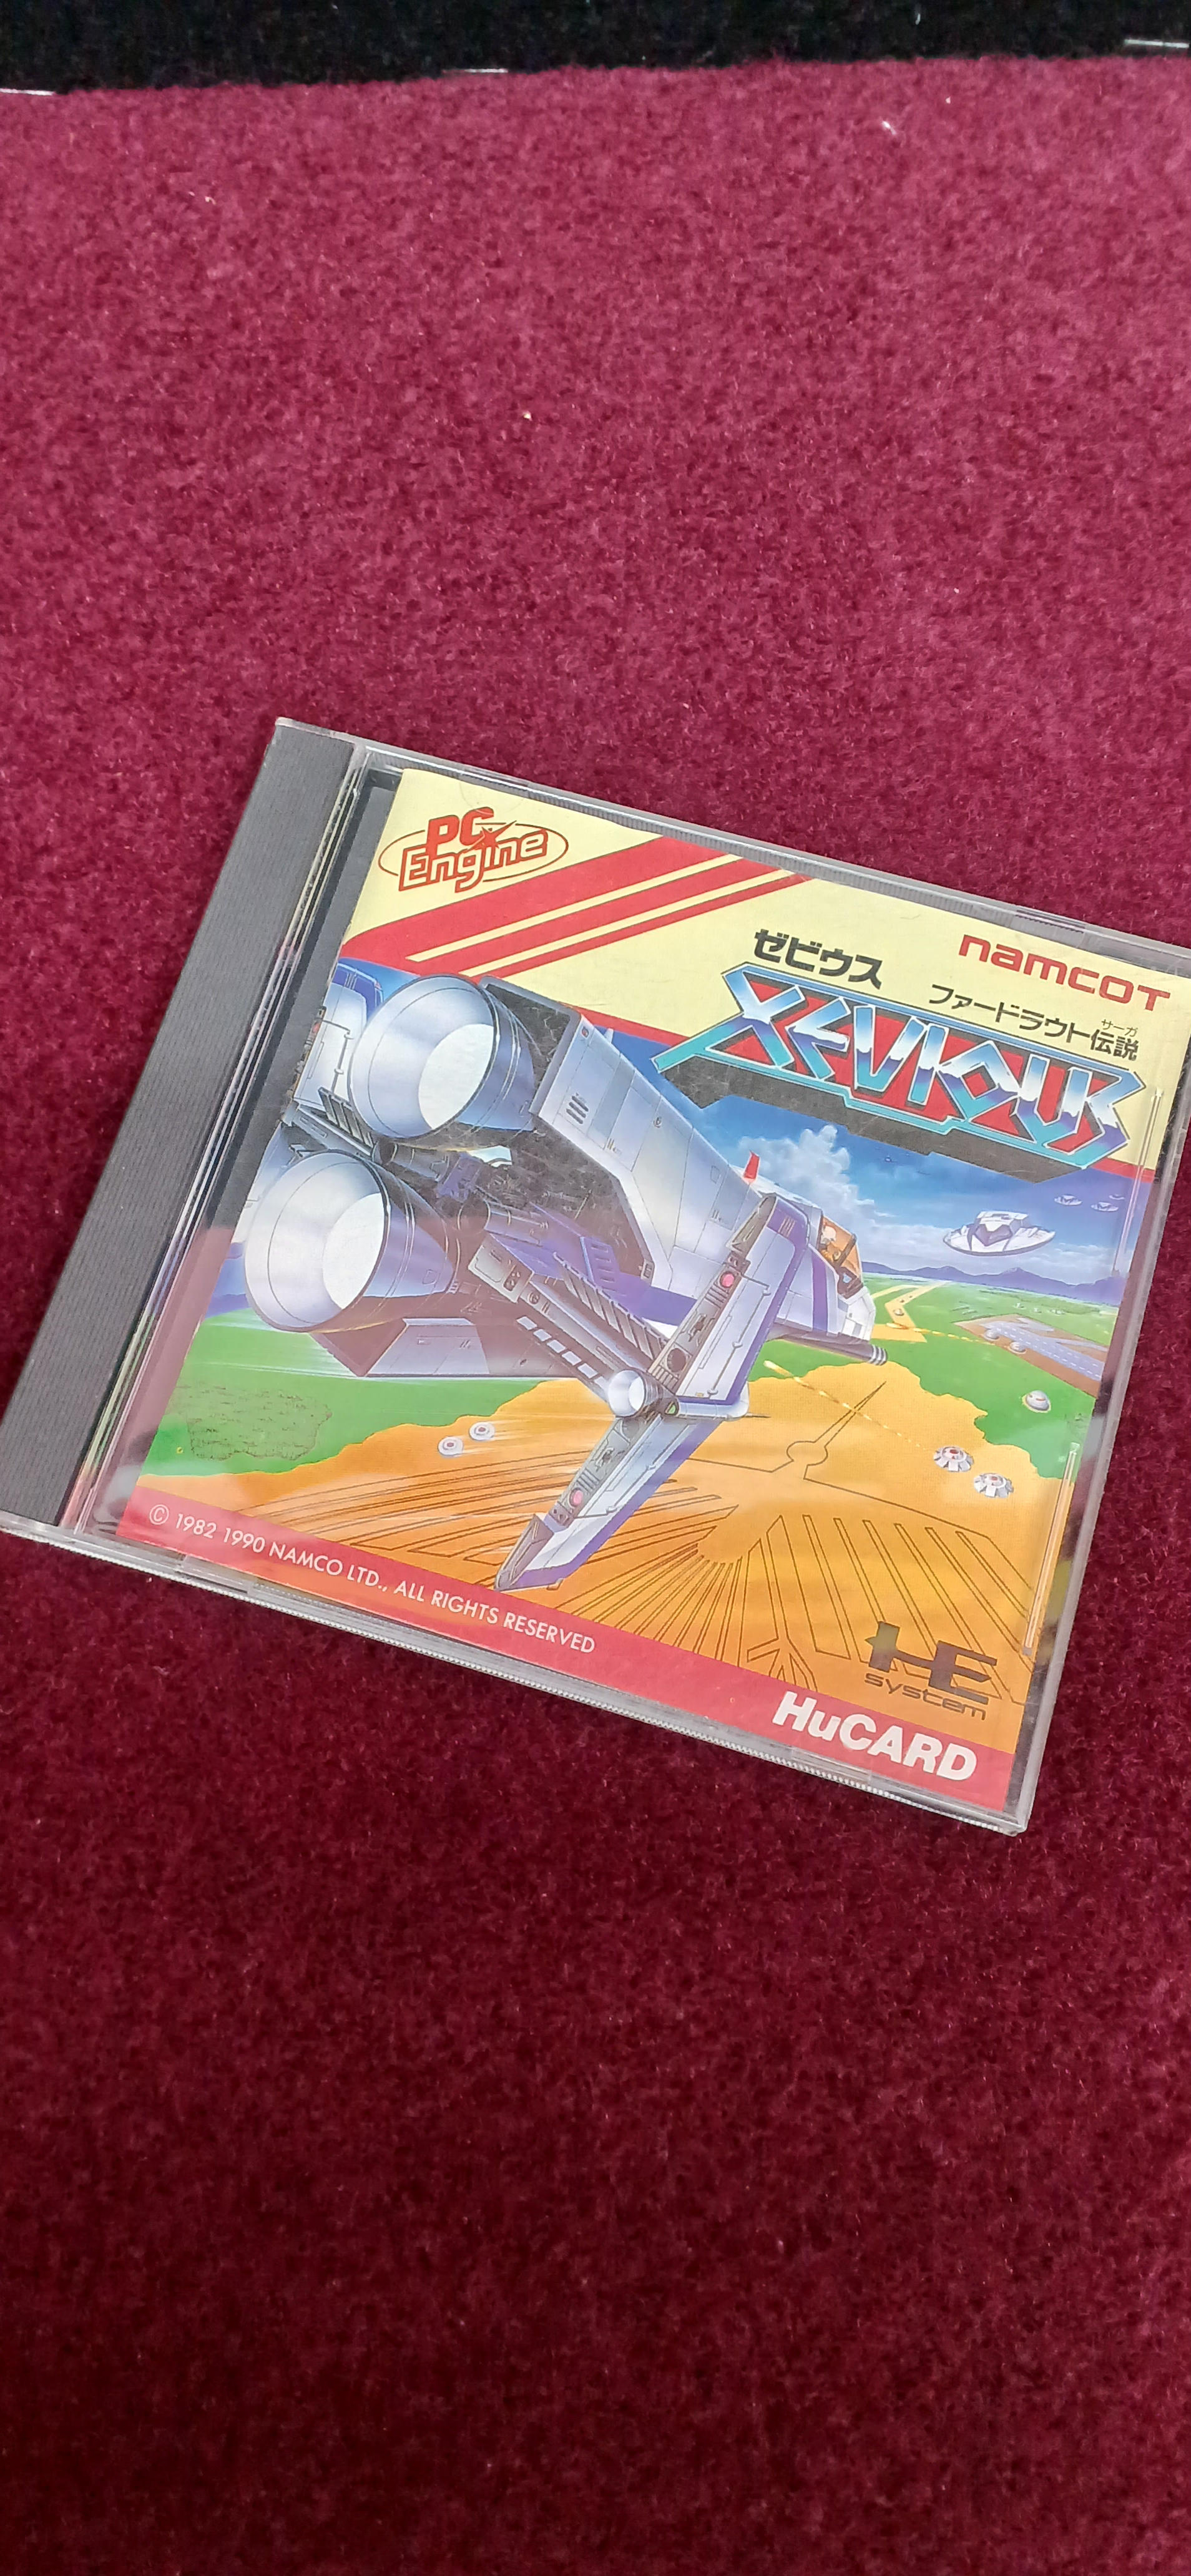 PC Engine
namcot
ゼビウス
ファードラウト伝説
サーガ
XEVIOUS
© 1982 1990 NAMCO LTD., ALL RIGHTS RESERVED
HE system
HuCARD